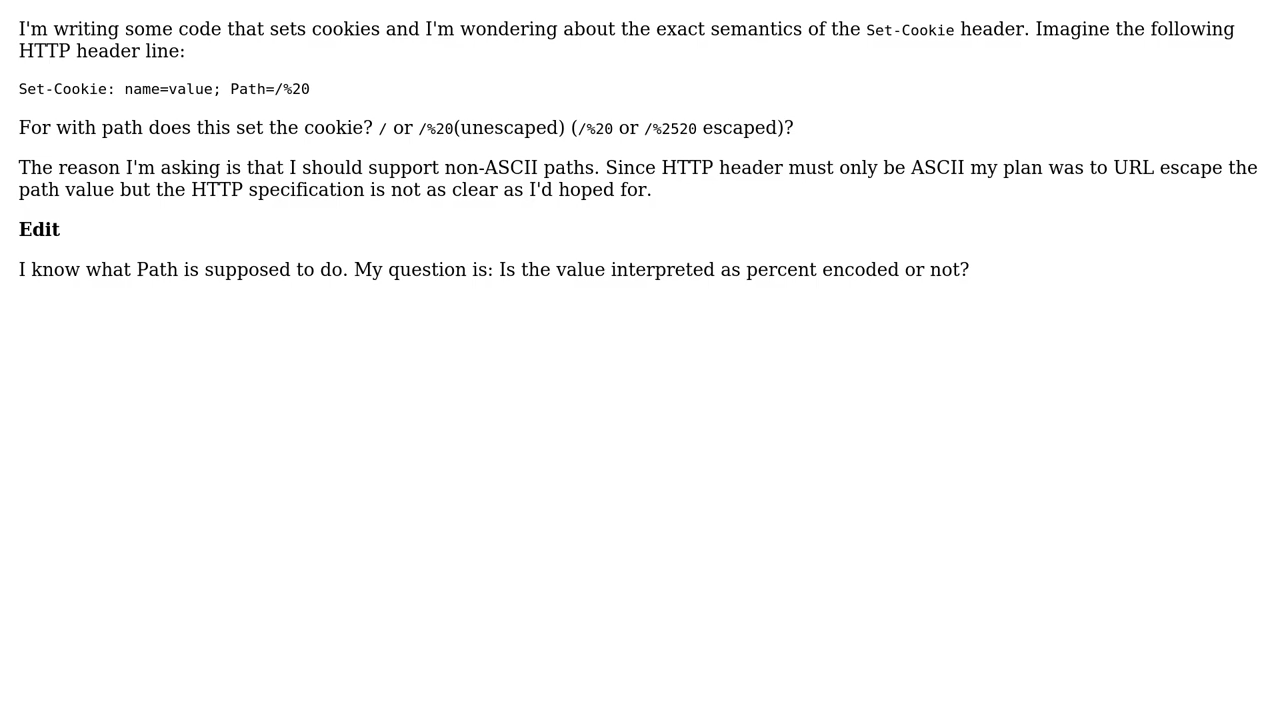 I'm writing some code that sets cookies and I'm wondering about the exact semantics of the Set-Cookie header. Imagine the following
HTTP header line:
Set-Cookie: name=value; Path=/%20
For with path does this set the cookie? / or /%20(unescaped) (/%20 or /%2520 escaped)?
The reason I'm asking is that I should support non-ASCII paths. Since HTTP header must only be ASCII my plan was to URL escape the
path value but the HTTP specification is not as clear as I'd hoped for.
Edit
I know what Path is supposed to do. My question is: Is the value interpreted as percent encoded or not?